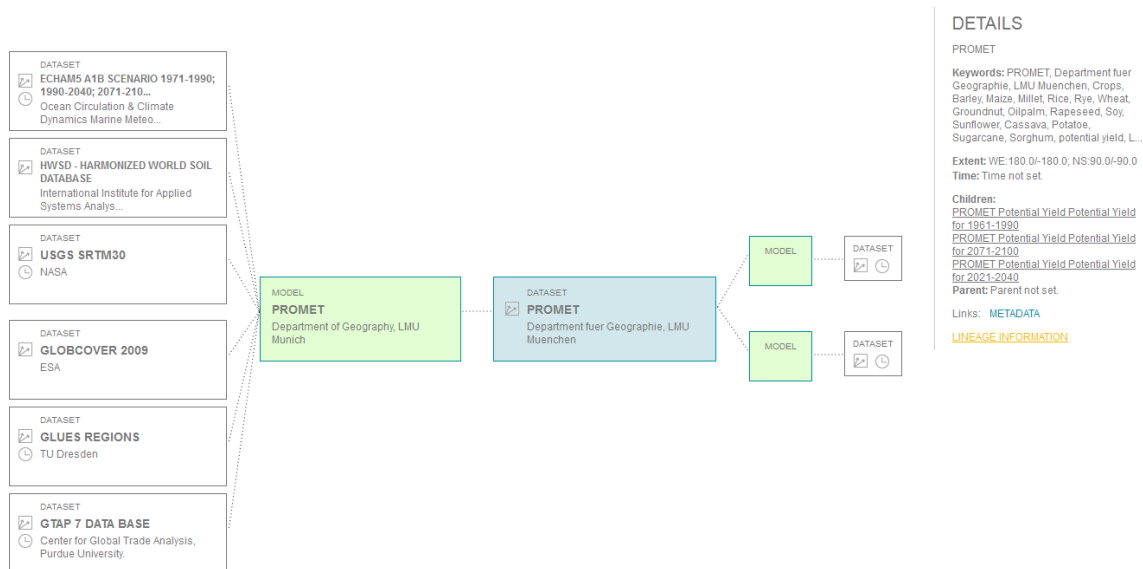 DATASET
ECHAM5 A1B SCENARIO 1971-1990;
1990-2040; 2071-210...
Ocean Circulation & Climate
Dynamics Marine Meteo...
DATASET
HWSD - HARMONIZED WORLD SOIL
DATABASE
International Institute for Applied
Systems Analys...
DATASET
USGS SRTM30
NASA
DATASET
GLOBCOVER 2009
ESA
DATASET
GLUES REGIONS
TU Dresden
DATASET
GTAP 7 DATA BASE
Center for Global Trade Analysis,
Purdue University.
MODEL
PROMET
Department of Geography, LMU
Munich
DATASET
PROMET
Department fuer Geographie, LMU
Muenchen
MODEL
DATASET
MODEL
DATASET
DETAILS
PROMET
Keywords: PROMET, Department fuer
Geographie, LMU Muenchen, Crops,
Barley, Maize, Millet, Rice, Rye, Wheat,
Groundnut, Oilpalm, Rapeseed, Soy,
Sunflower, Cassava, Potatoe,
Sugarcane, Sorghum, potential yield, L...
Extent: WE:180.0/-180.0; NS:90.0/-90.0
Time: Time not set.
Children:
PROMET Potential Yield Potential Yield
for 1961-1990
PROMET Potential Yield Potential Yield
for 2071-2100
PROMET Potential Yield Potential Yield
for 2021-2040
Parent: Parent not set.
Links: METADATA
LINEAGE INFORMATION